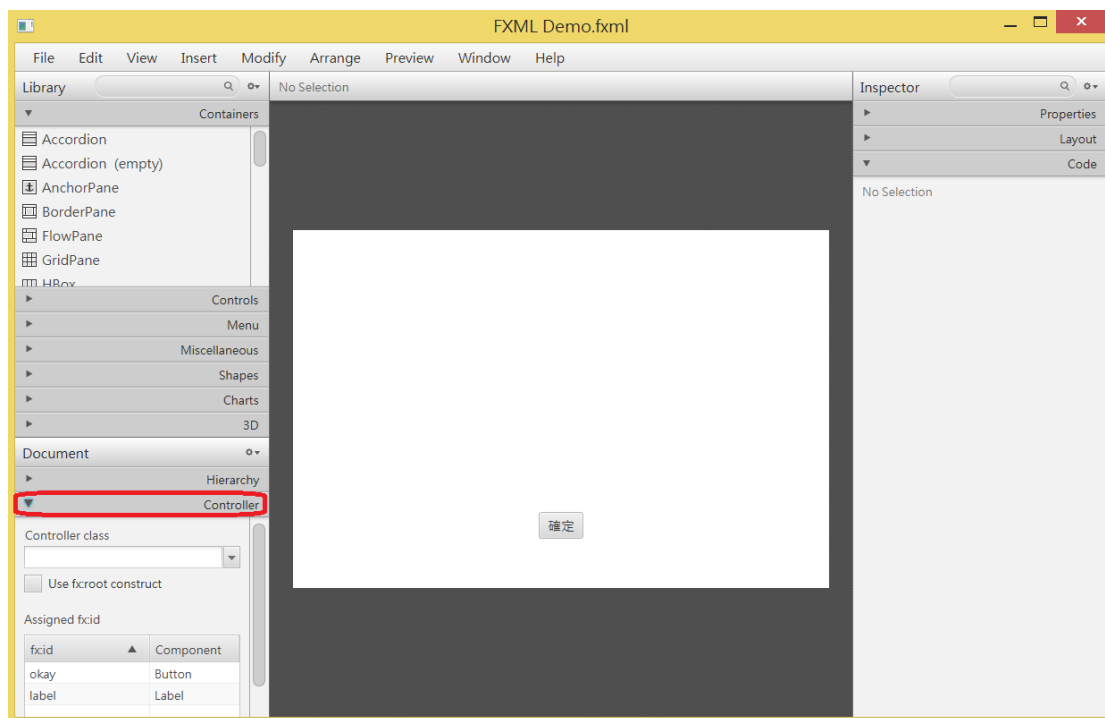 FXML Demo.fxml
File Edit View Insert Modify Arrange Preview Window Help
Library
Containers
Accordion
Accordion (empty)
AnchorPane
BorderPane
FlowPane
GridPane
HBox
Controls
Menu
Miscellaneous
Shapes
Charts
3D
Document
Hierarchy
Controller
Controller class
Use fx:root construct
Assigned fx:id
fx:id Component
okay Button
label Label
No Selection
確定
Inspector
Properties
Layout
Code
No Selection